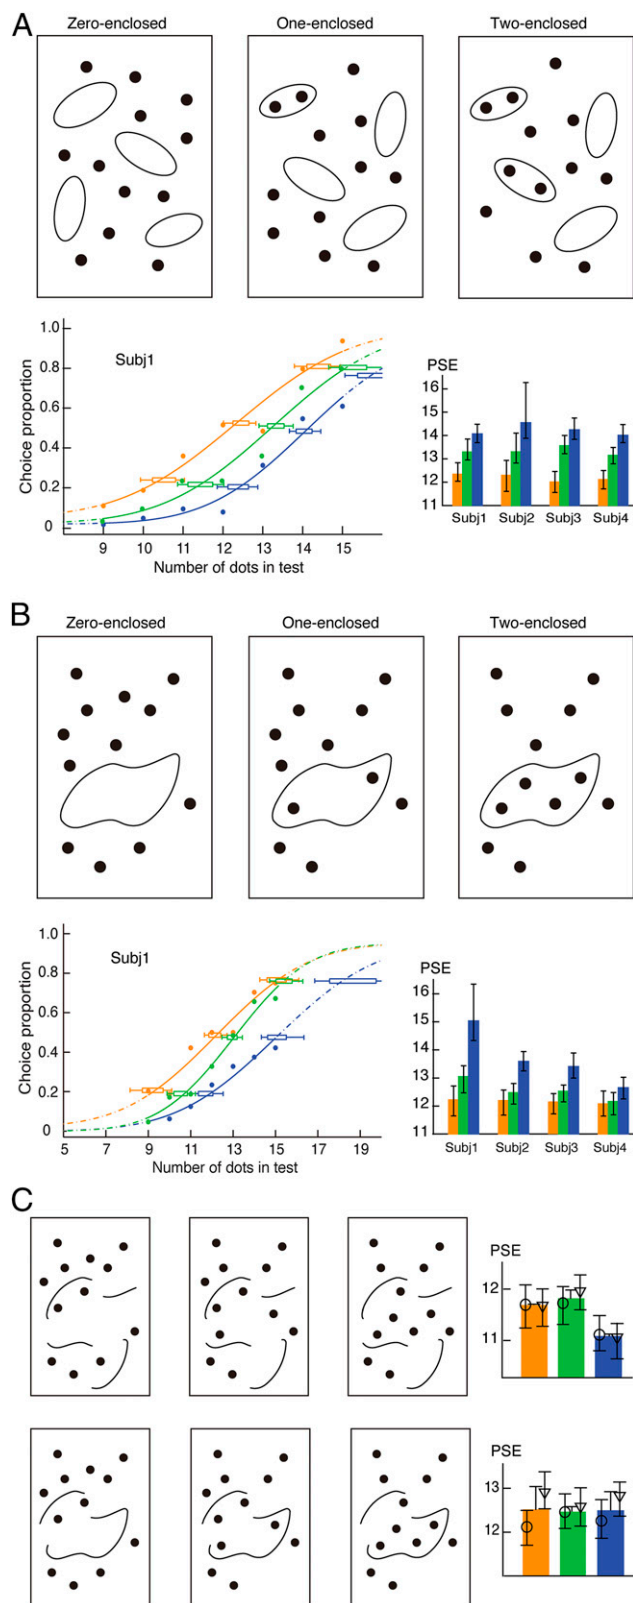 A
Zero-enclosed One-enclosed Two-enclosed
1.0
0.8
0.6
0.4
0.2
0
Choice proportion
Subj1
9 10 11 12 13 14 15
Number of dots in test
PSE
16
15
14
13
12
11
Subj1 Subj2 Subj3 Subj4
B
Zero-enclosed One-enclosed Two-enclosed
1.0
0.8
0.6
0.4
0.2
0
Choice proportion
Subj1
5 7 9 11 13 15 17 19
Number of dots in test
PSE
16
15
14
13
12
11
Subj1 Subj2 Subj3 Subj4
C
PSE
12
11
PSE
13
12